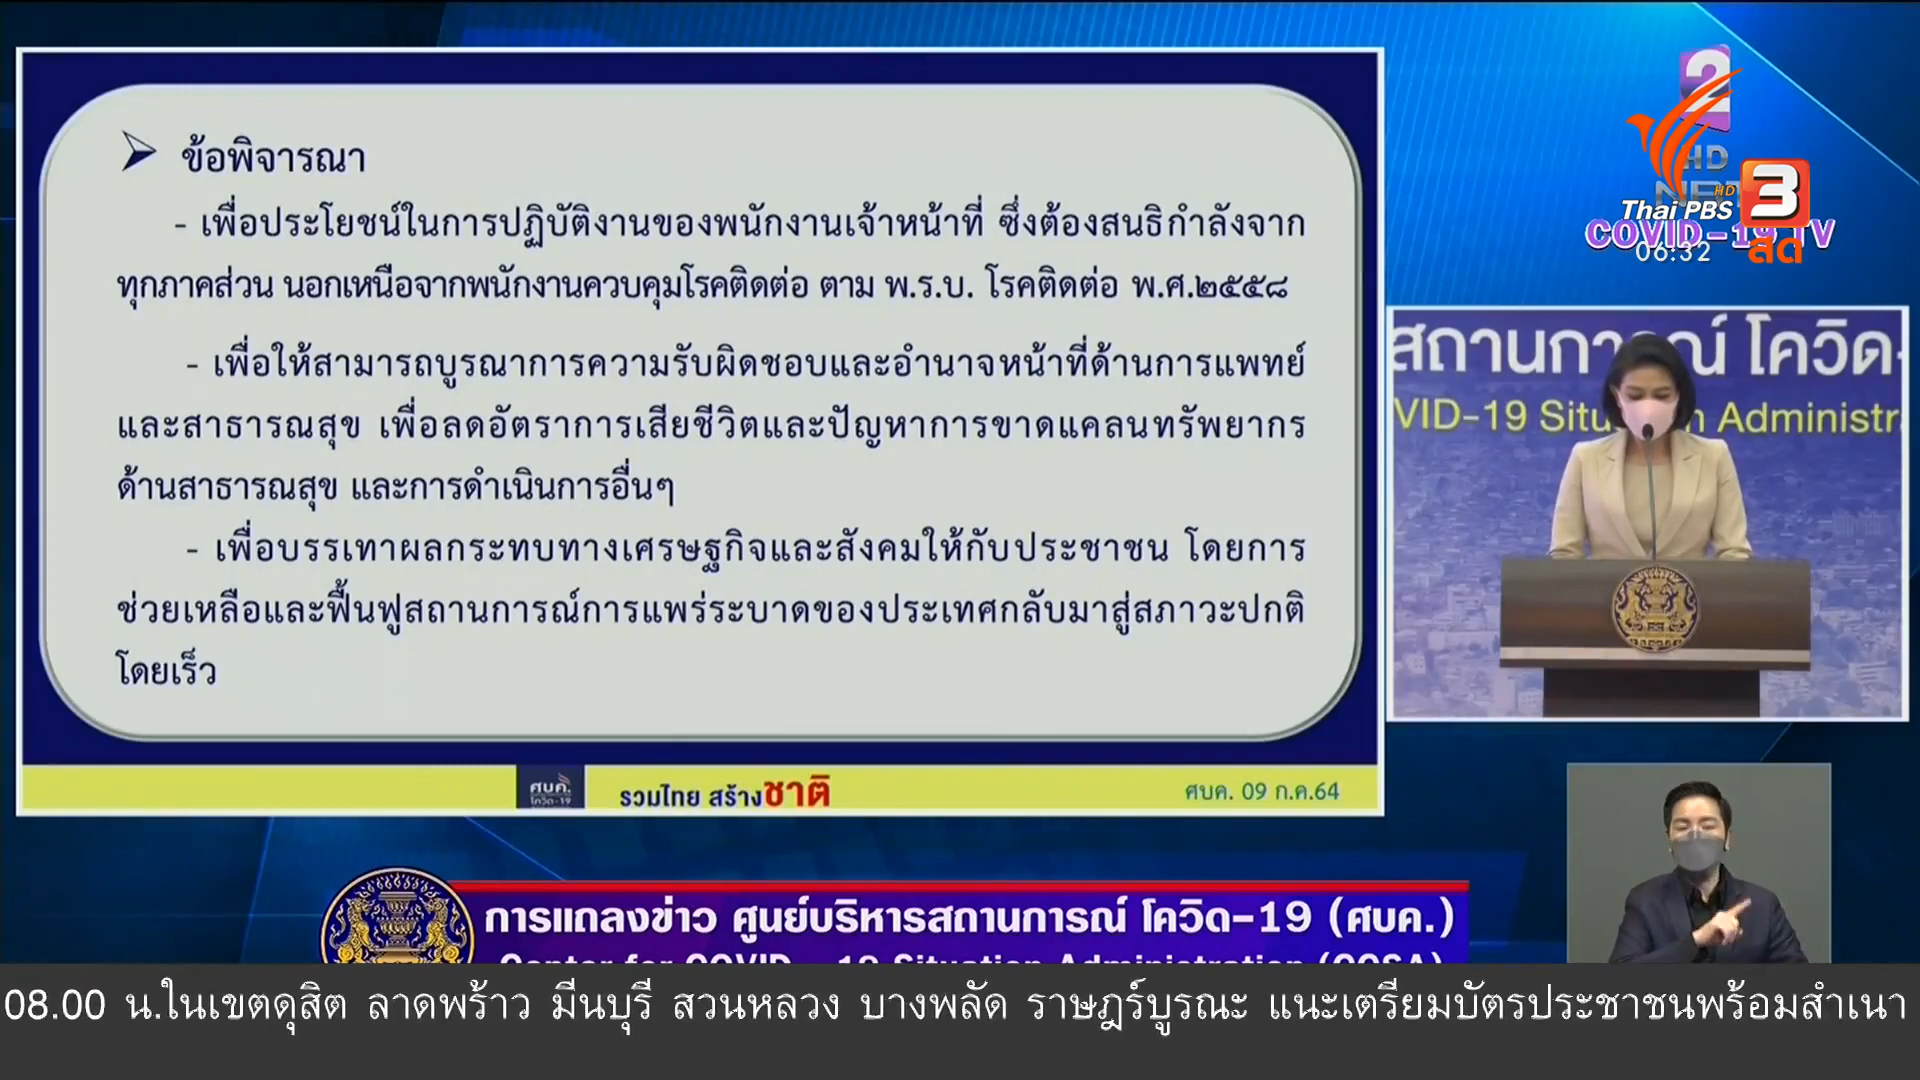 ข้อพิจารณา
- เพื่อประโยชน์ในการปฏิบัติงานของพนักงานเจ้าหน้าที่ ซึ่งต้องสนธิกำลังจาก
ทุกภาคส่วน นอกเหนือจากพนักงานควบคุมโรคติดต่อ ตาม พ.ร.บ. โรคติดต่อ พ.ศ.๒๕๕๘
- เพื่อให้สามารถบูรณาการความรับผิดชอบและอำนาจหน้าที่ด้านการแพทย์
และสาธารณสุข เพื่อลดอัตราการเสียชีวิตและปัญหาการขาดแคลนทรัพยากร
ด้านสาธารณสุข และการดำเนินการอื่นๆ
- เพื่อบรรเทาผลกระทบทางเศรษฐกิจและสังคมให้กับประชาชน โดยการ
ช่วยเหลือและฟื้นฟูสถานการณ์การแพร่ระบาดของประเทศกลับมาสู่สภาวะปกติ
โดยเร็ว
ศบค.
โควิด-19
รวมไทย สร้างชาติ
ศบค. 09 ก.ค.64
2
HD
Thai PBS HD 3
COVID-19 TV
สด
06:32
สถานการณ์ โควิด-
VID-19 Situ n Administr
การแถลงข่าว ศูนย์บริหารสถานการณ์ โควิด-19 (ศบค.)
Center for COVID - 19 Situation Administration (COSA)
08.00 น.ในเขตดุสิต ลาดพร้าว มีนบุรี สวนหลวง บางพลัด ราษฎร์บูรณะ แนะเตรียมบัตรประชาชนพร้อมสำเนา